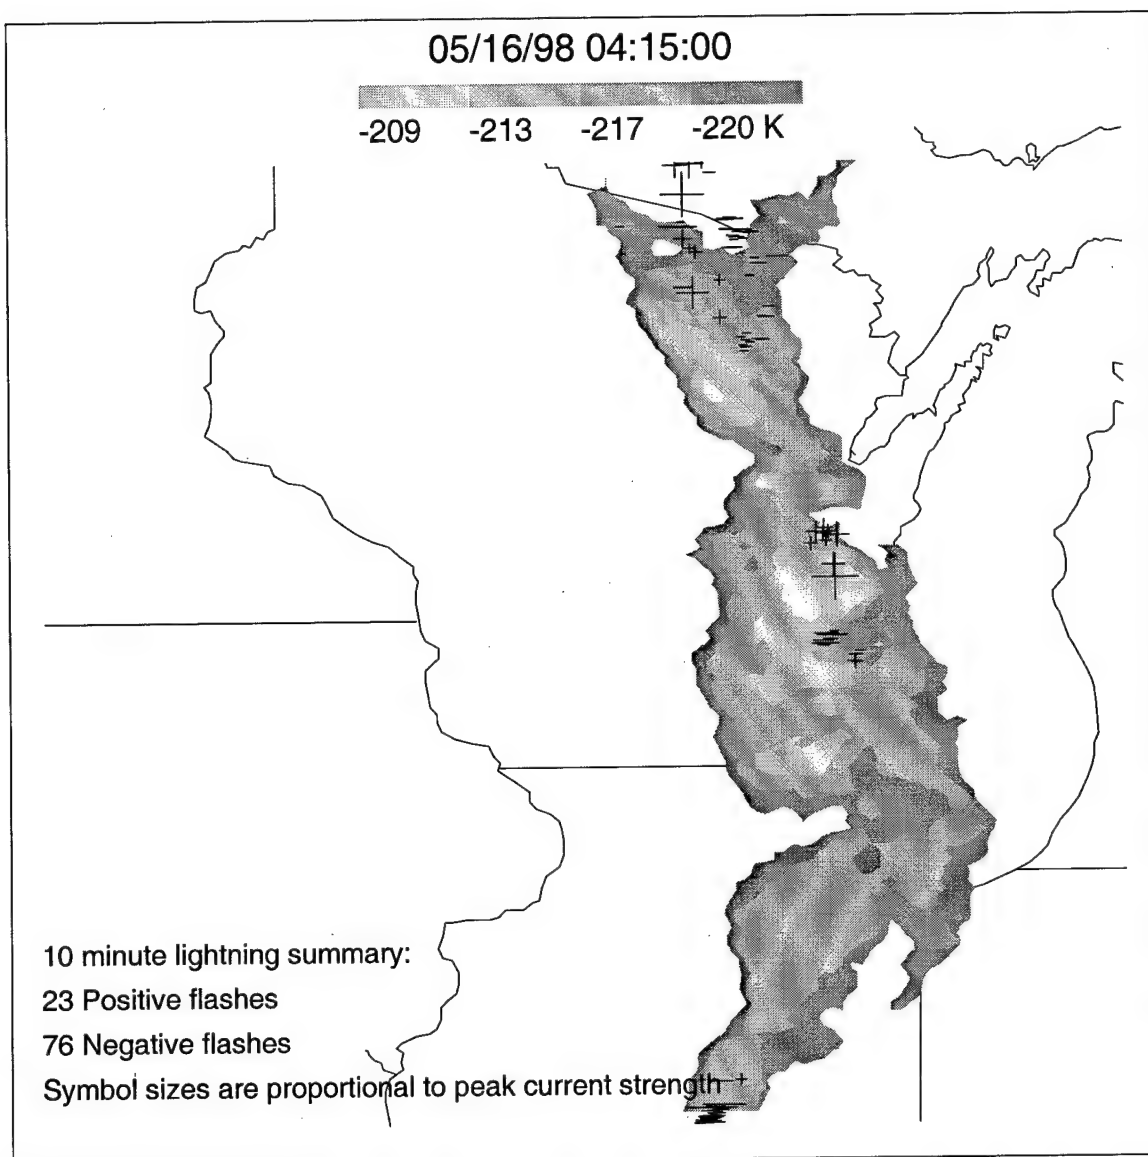 05/16/98 04:15:00
-209 -213 -217 -220 K
10 minute lightning summary:
23 Positive flashes
76 Negative flashes
Symbol sizes are proportional to peak current strength